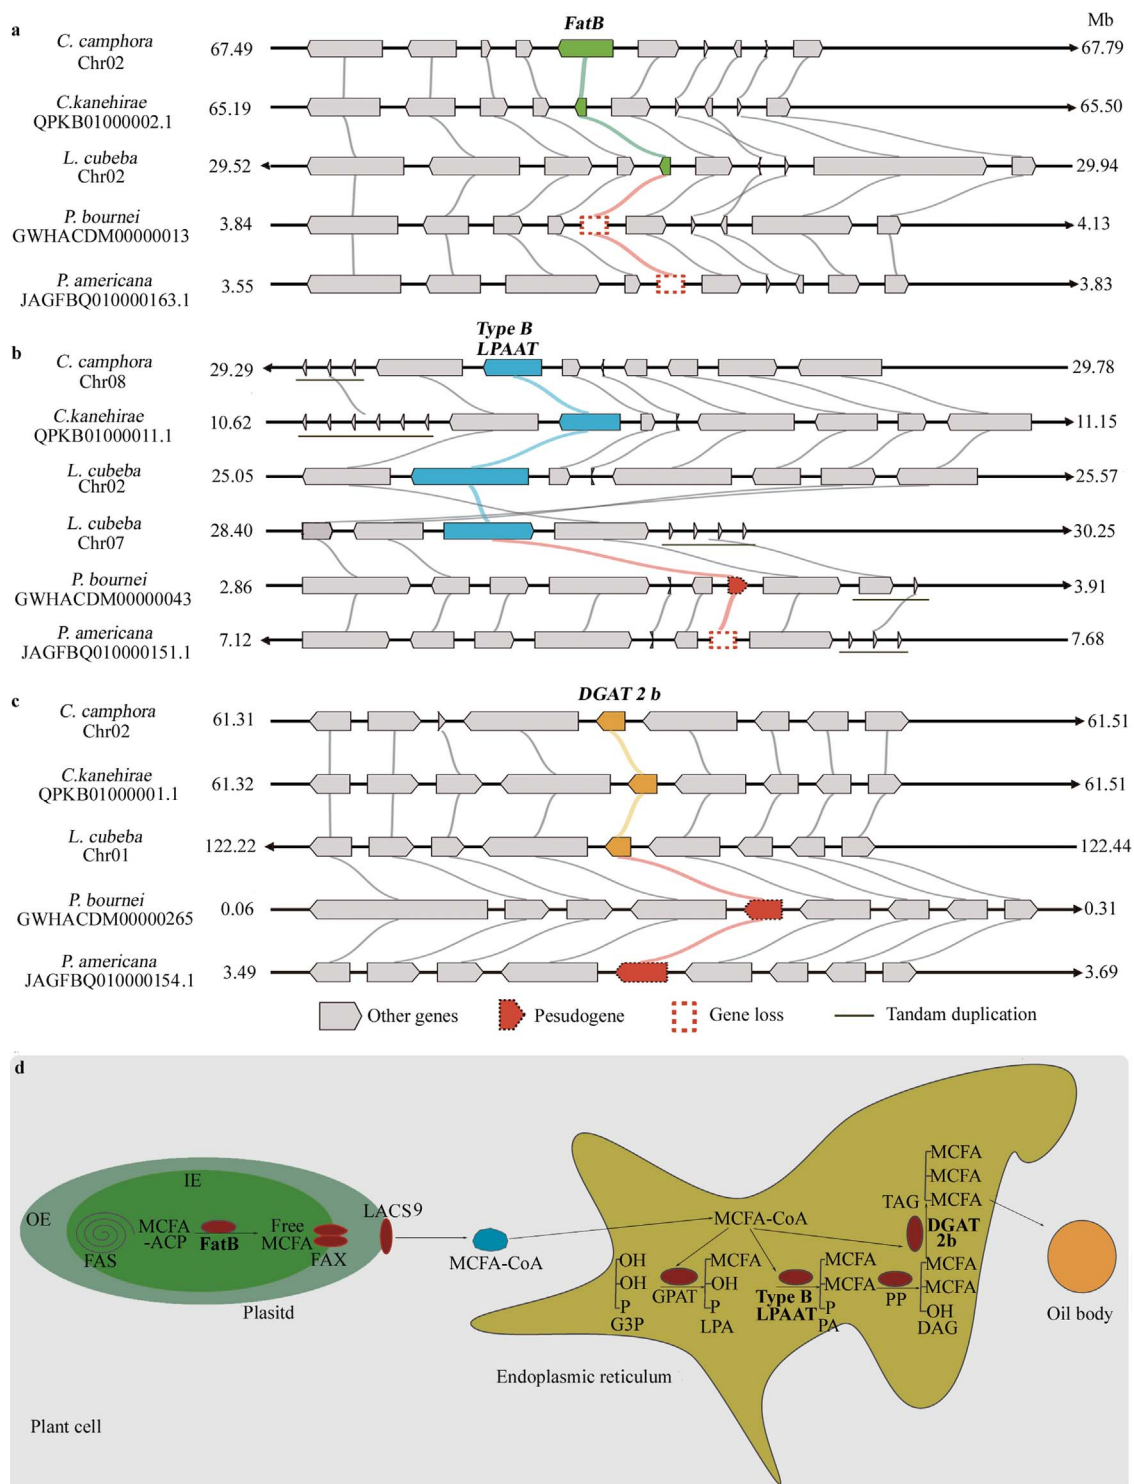 a
FatB
Mb
C. camphora
Chr02
67.49
67.79
C.kanehirae
QPKB01000002.1
65.19
65.50
L. cubeba
Chr02
29.52
29.94
P. bournei
GWHACDM00000013
3.84
4.13
P. americana
JAGFBQ010000163.1
3.55
3.83
b
Type B
LPAAT
C. camphora
Chr08
29.29
29.78
C.kanehirae
QPKB01000011.1
10.62
11.15
L. cubeba
Chr02
25.05
25.57
L. cubeba
Chr07
28.40
30.25
P. bournei
GWHACDM00000043
2.86
3.91
P. americana
JAGFBQ010000151.1
7.12
7.68
c
DGAT 2 b
C. camphora
Chr02
61.31
61.51
C.kanehirae
QPKB01000001.1
61.32
61.51
L. cubeba
Chr01
122.22
122.44
P. bournei
GWHACDM00000265
0.06
0.31
P. americana
JAGFBQ010000154.1
3.49
3.69
Other genes
Pesudogene
Gene loss
Tandam duplication
d
OE
IE
FAS
MCFA
-ACP
FatB
Free
MCFA
FAX
LACS9
Plasitd
MCFA-CoA
MCFA-CoA
OH
OH
P
G3P
GPAT
MCFA
OH
P
LPA
Type B
LPAAT
MCFA
MCFA
P
PA
PP
MCFA
MCFA
OH
DAG
DGAT
2b
TAG
MCFA
MCFA
MCFA
Oil body
Endoplasmic reticulum
Plant cell